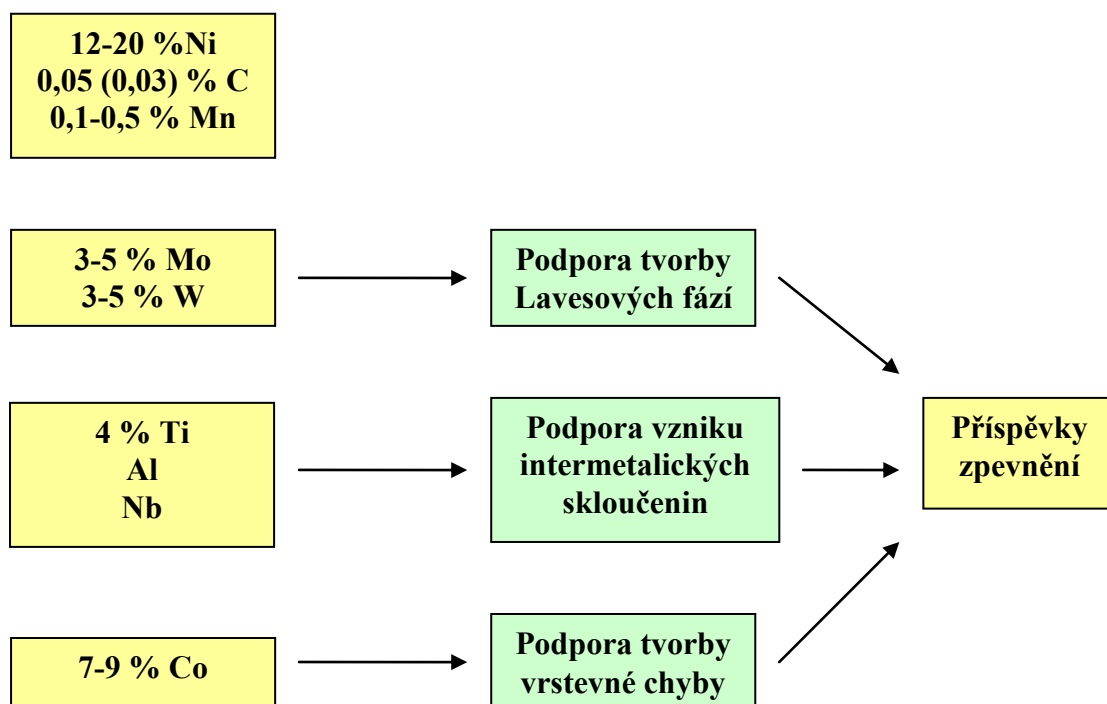 12-20 %Ni
0,05 (0,03) % C
0,1-0,5 % Mn
3-5 % Mo
3-5 % W
Podpora tvorby
Lavesových fází
4 % Ti
Al
Nb
Podpora vzniku
intermetalických
skloučenin
Příspěvky
zpevnění
7-9 % Co
Podpora tvorby
vrstevné chyby